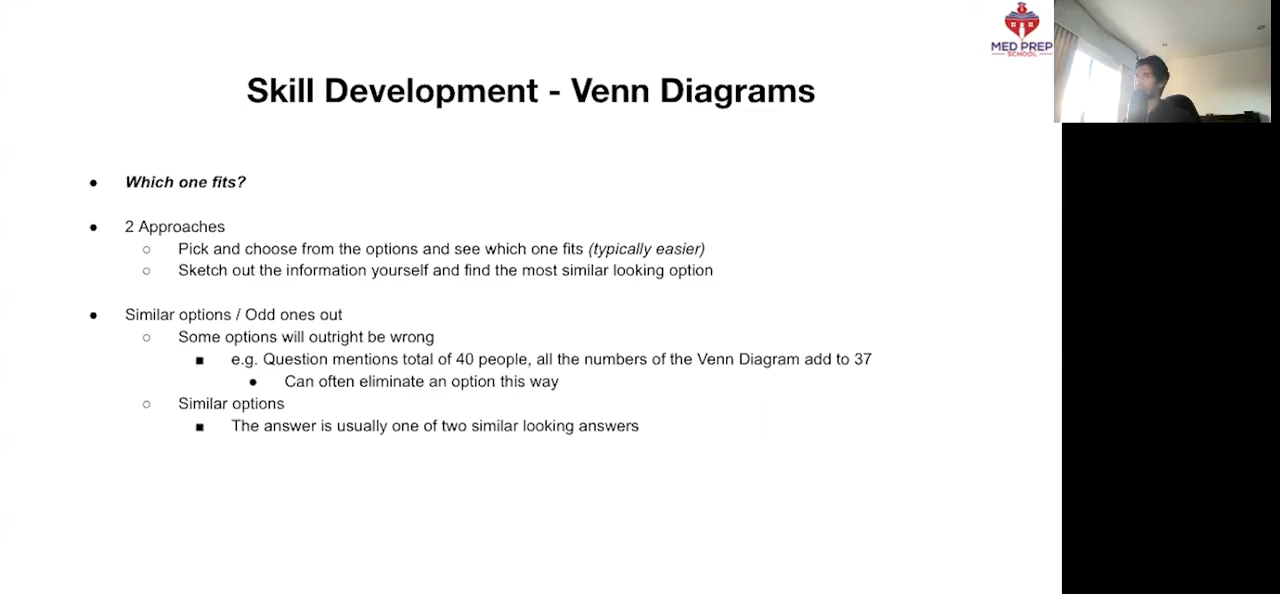 MED PREP
SCHOOL
Skill Development - Venn Diagrams
● Which one fits?
● 2 Approaches
○ Pick and choose from the options and see which one fits (typically easier)
○ Sketch out the information yourself and find the most similar looking option
● Similar options / Odd ones out
○ Some options will outright be wrong
■ e.g. Question mentions total of 40 people, all the numbers of the Venn Diagram add to 37
● Can often eliminate an option this way
○ Similar options
■ The answer is usually one of two similar looking answers